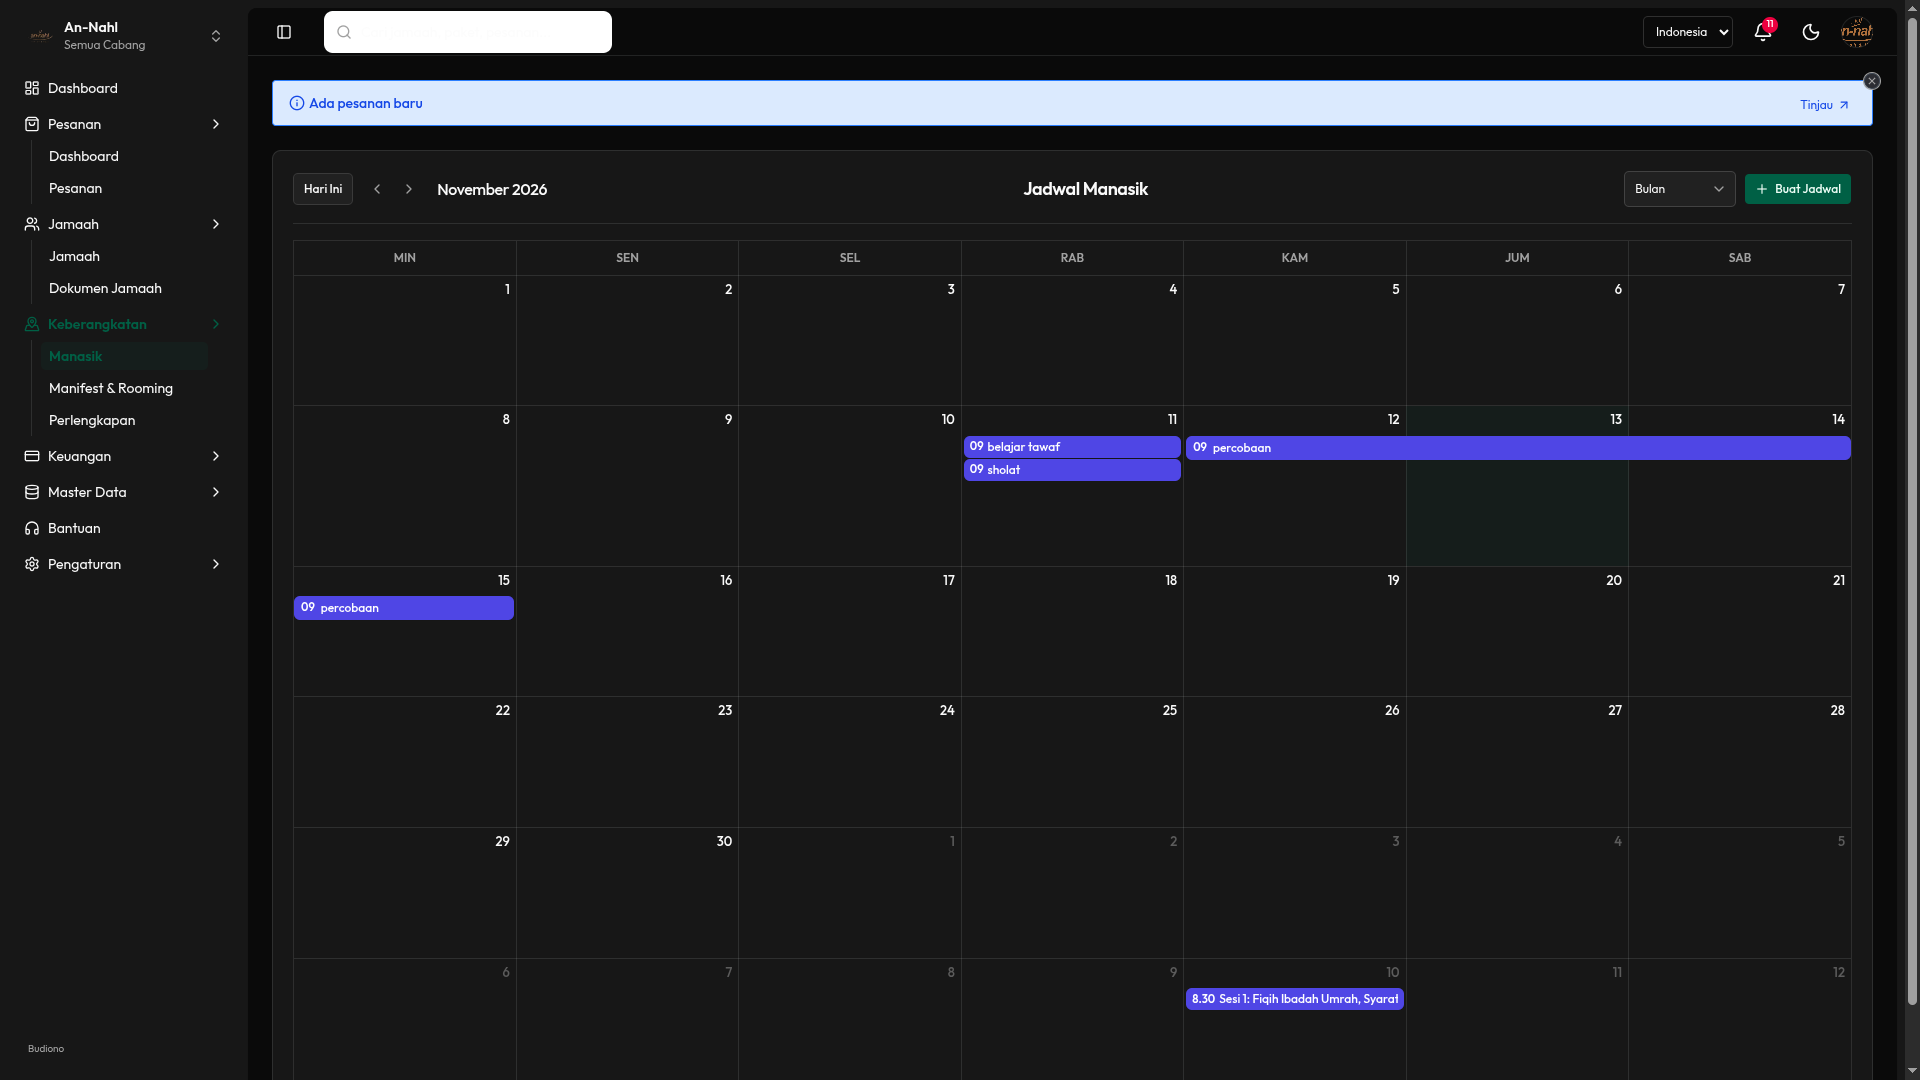 An-Nahl
Semua Cabang
Dashboard
Pesanan
Dashboard
Pesanan
Jamaah
Jamaah
Dokumen Jamaah
Keberangkatan
Manasik
Manifest & Rooming
Perlengkapan
Keuangan
Master Data
Bantuan
Pengaturan
Budiono
Indonesia
11
Ada pesanan baru
Tinjau
Hari Ini
November 2026
Jadwal Manasik
Bulan
Buat Jadwal
MIN SEN SEL RAB KAM JUM SAB
1 2 3 4 5 6 7
8 9 10 11 12 13 14
09 belajar tawaf
09 percobaan
09 sholat
15 16 17 18 19 20 21
09 percobaan
22 23 24 25 26 27 28
29 30 1 2 3 4 5
6 7 8 9 10 11 12
8.30 Sesi 1: Fiqih Ibadah Umrah, Syarat